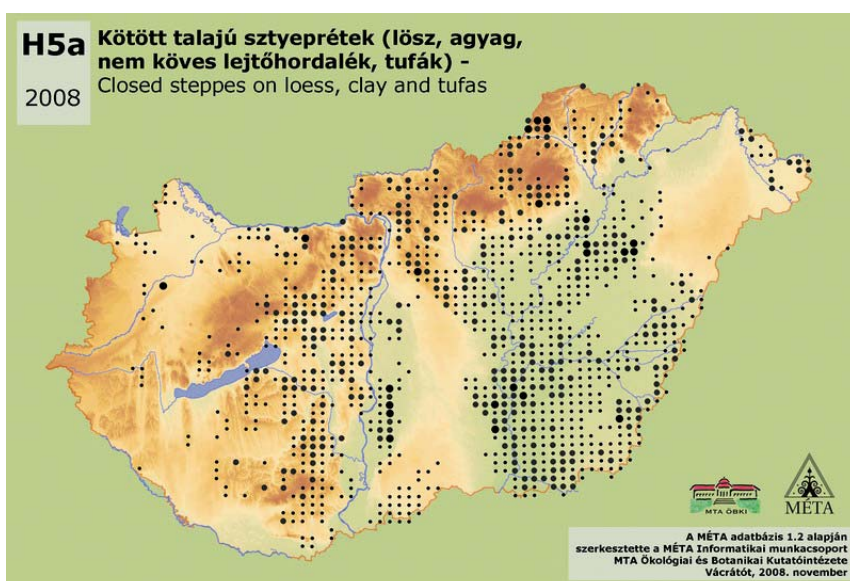 H5a
2008
Kötött talajú sztyeprétek (lösz, agyag,
nem köves lejtőhordalék, tufák) -
Closed steppes on loess, clay and tufas
MTA ÖBKI
MÉTA
A MÉTA adatbázis 1.2 alapján
szerkesztette a MÉTA Informatikai munkacsoport
MTA Ökológiai és Botanikai Kutatóintézete
Vácrátót, 2008. november